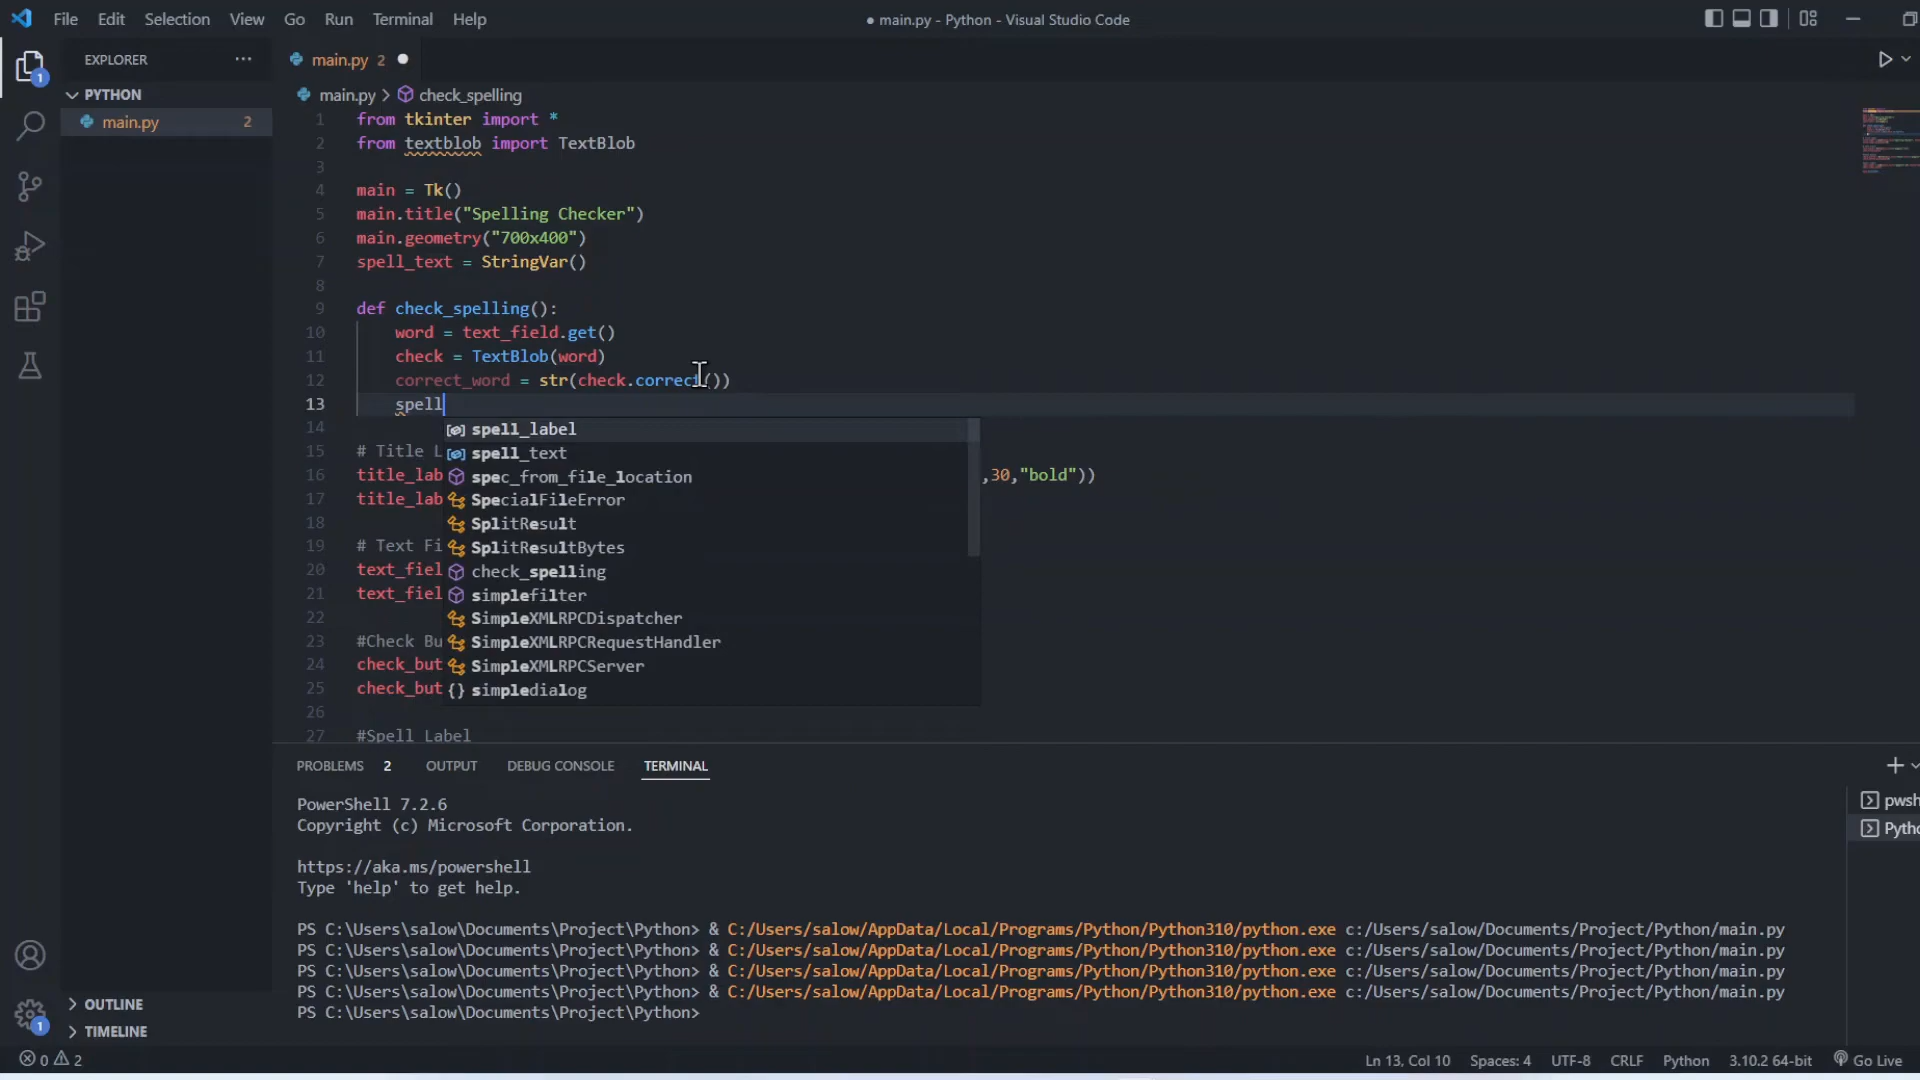 File Edit Selection View Go Run Terminal Help
● main.py - Python - Visual Studio Code
EXPLORER
PYTHON
main.py 2
main.py 2
main.py > check_spelling
1 from tkinter import *
2 from textblob import TextBlob
3
4 main = Tk()
5 main.title("Spelling Checker")
6 main.geometry("700x400")
7 spell_text = StringVar()
8
9 def check_spelling():
10 word = text_field.get()
11 check = TextBlob(word)
12 correct_word = str(check.correct())
13 spell
14
spell_label
15 # Title L
spell_text
16 title_lab ,30,"bold"))
spec_from_file_location
17 title_lab
SpecialFileError
18
SplitResult
19 # Text Fi
SplitResultBytes
20 text_fiel
check_spelling
21 text_fiel
simplefilter
22
SimpleXMLRPCDispatcher
23 #Check Bu
SimpleXMLRPCRequestHandler
24 check_but
SimpleXMLRPCServer
25 check_but
{} simpledialog
26
27 #Spell Label
PROBLEMS 2 OUTPUT DEBUG CONSOLE TERMINAL
PowerShell 7.2.6
Copyright (c) Microsoft Corporation.
https://aka.ms/powershell
Type 'help' to get help.
PS C:\Users\salow\Documents\Project\Python> & C:/Users/salow/AppData/Local/Programs/Python/Python310/python.exe c:/Users/salow/Documents/Project/Python/main.py
PS C:\Users\salow\Documents\Project\Python> & C:/Users/salow/AppData/Local/Programs/Python/Python310/python.exe c:/Users/salow/Documents/Project/Python/main.py
PS C:\Users\salow\Documents\Project\Python> & C:/Users/salow/AppData/Local/Programs/Python/Python310/python.exe c:/Users/salow/Documents/Project/Python/main.py
PS C:\Users\salow\Documents\Project\Python> & C:/Users/salow/AppData/Local/Programs/Python/Python310/python.exe c:/Users/salow/Documents/Project/Python/main.py
PS C:\Users\salow\Documents\Project\Python>
pwsh
Pytho
1
1
OUTLINE
TIMELINE
0 2
Ln 13, Col 10 Spaces: 4 UTF-8 CRLF Python 3.10.2 64-bit Go Live